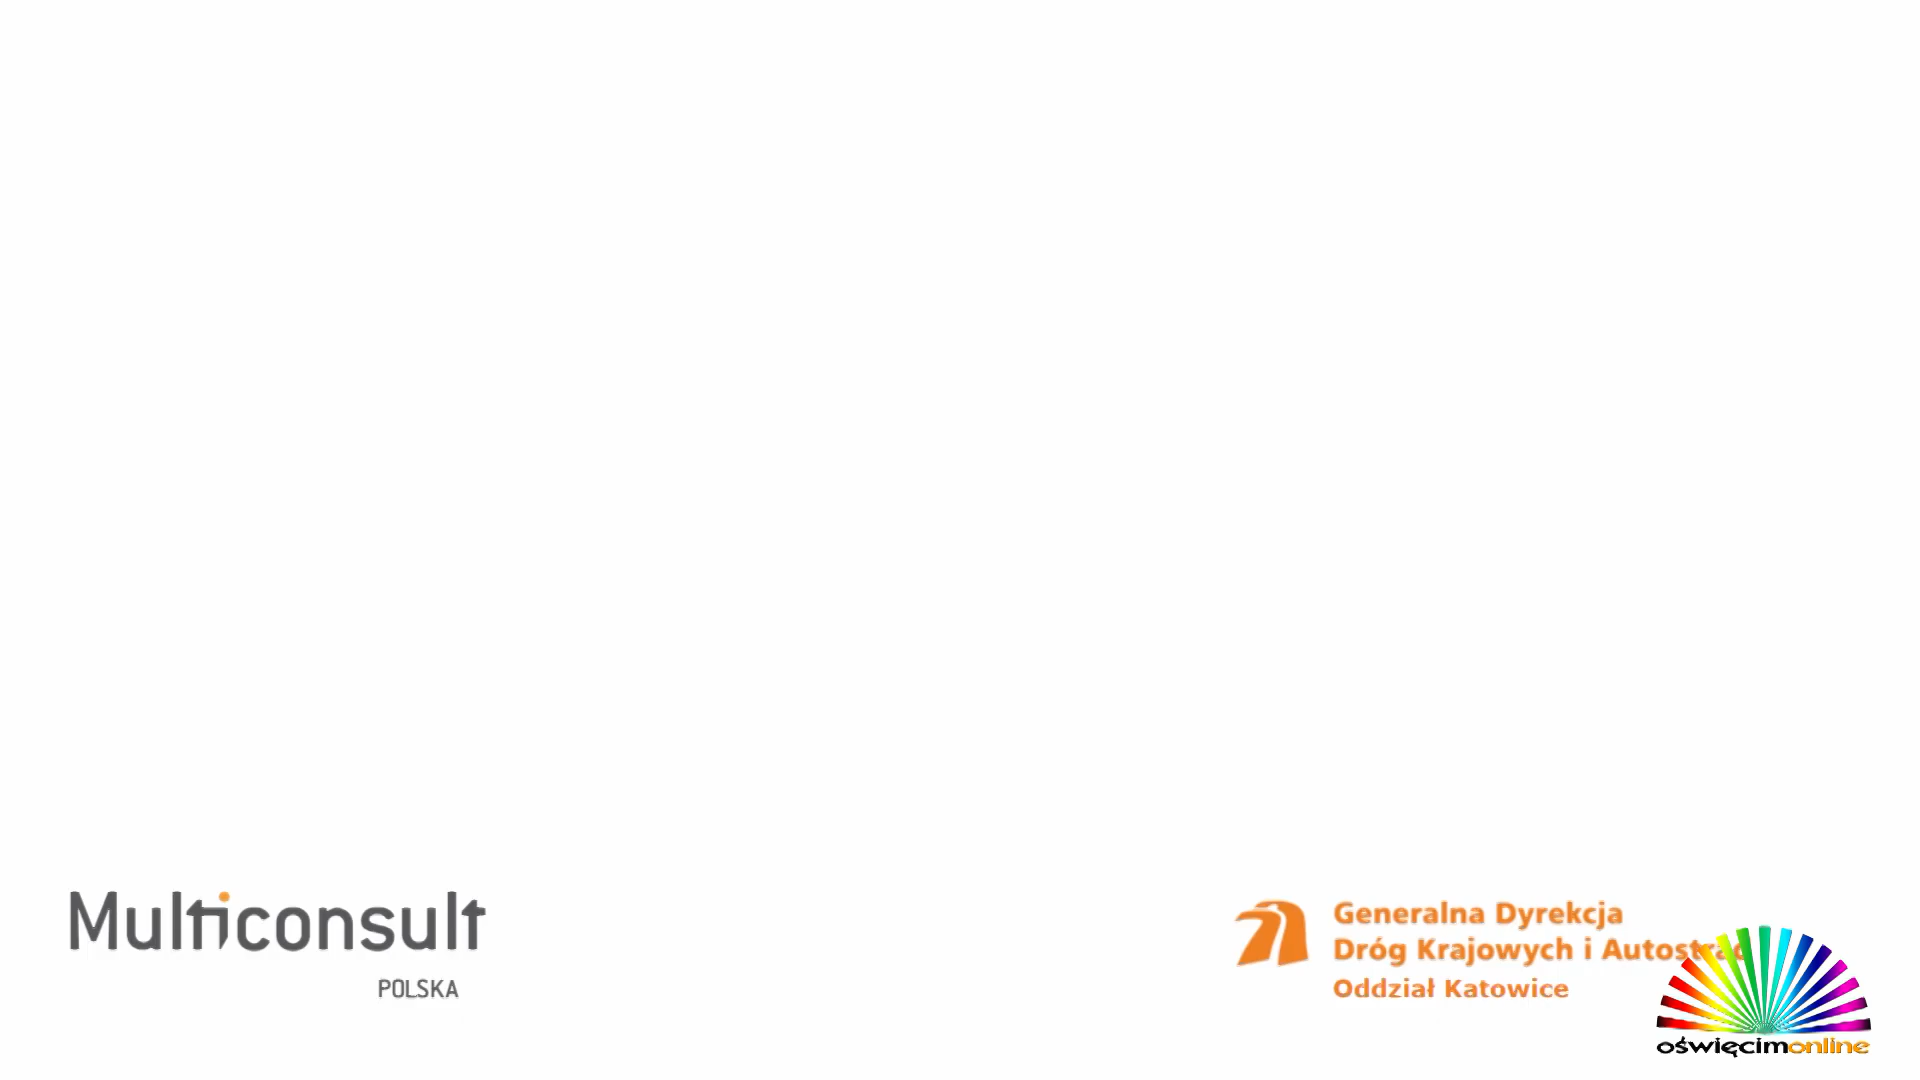 Multiconsult
POLSKA
Generalna Dyrekcja
Dróg Krajowych i
Oddział Katowice
oświęcimonline